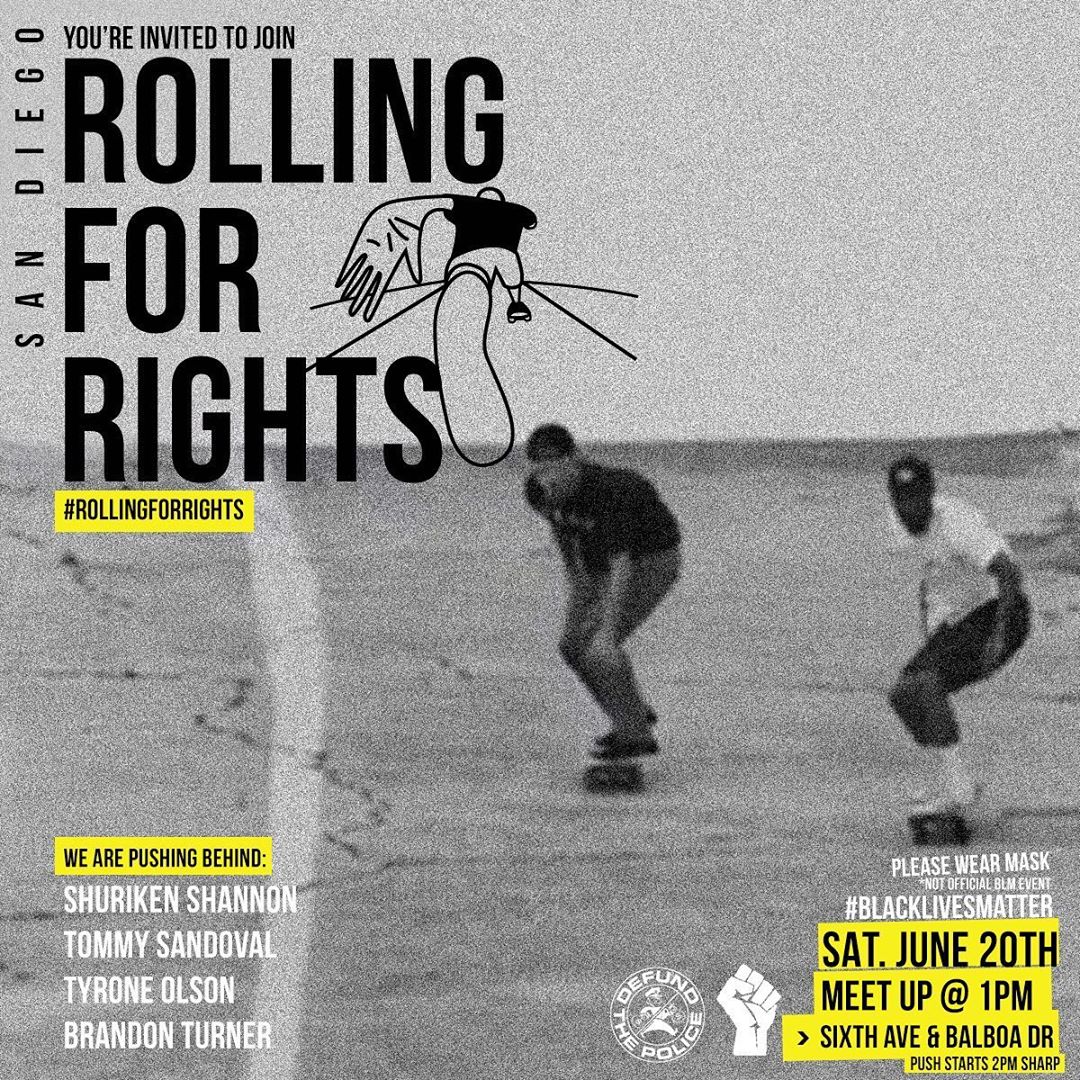 SAN DIEGO
YOU'RE INVITED TO JOIN
ROLLING
FOR
RIGHTS
#ROLLINGFORRIGHTS
WE ARE PUSHING BEHIND:
SHURIKEN SHANNON
TOMMY SANDOVAL
TYRONE OLSON
BRANDON TURNER
PLEASE WEAR MASK
*NOT OFFICIAL BLM EVENT
#BLACKLIVESMATTER
SAT. JUNE 20TH
MEET UP @ 1PM
> SIXTH AVE & BALBOA DR
PUSH STARTS 2PM SHARP
DEFUND
THE POLICE